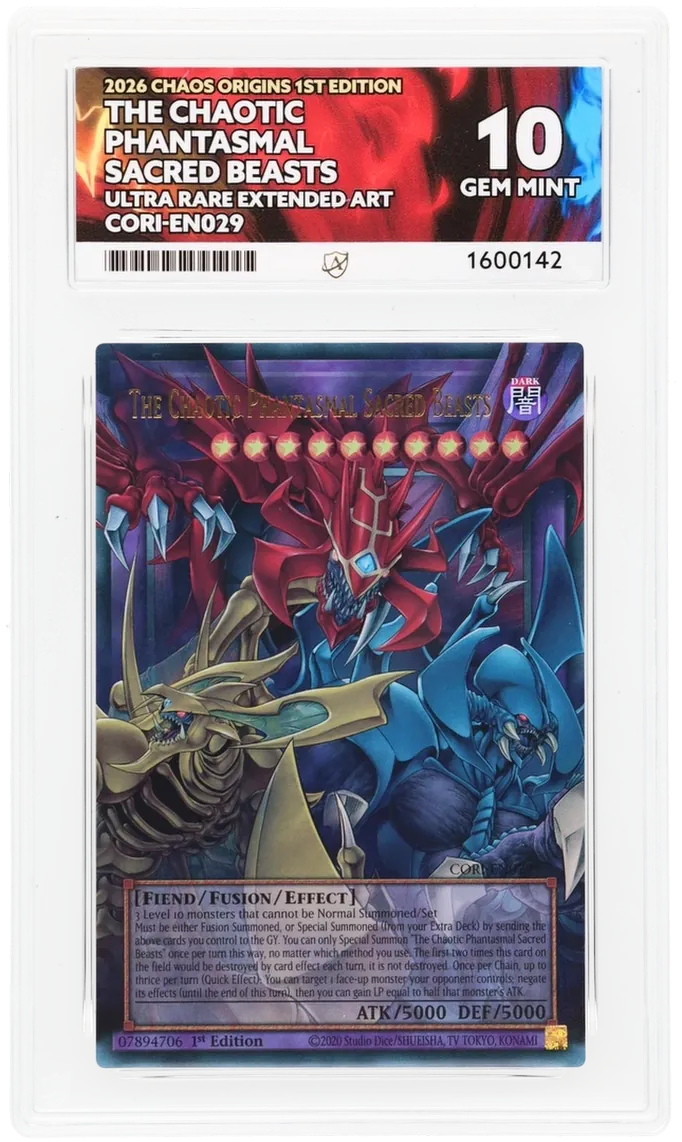 2026 CHAOS ORIGINS 1ST EDITION
THE CHAOTIC
PHANTASMAL
SACRED BEASTS
ULTRA RARE EXTENDED ART
CORI-EN029
10
GEM MINT
1600142
DARK
The Chaotic Phantasmal Sacred Beasts
闇
[FIEND/FUSION/EFFECT]
3 Level 10 monsters that cannot be Normal Summoned/Set
Must be either Fusion Summoned, or Special Summoned (from your Extra Deck) by sending the
above cards you control to the GY. You can only Special Summon "The Chaotic Phantasmal Sacred
Beasts" once per turn this way, no matter which method you use. The first two times this card on
the field would be destroyed by card effect each turn, it is not destroyed. Once per Chain, up to
thrice per turn (Quick Effect): You can target 1 face-up monster your opponent controls; negate
its effects (until the end of this turn), then you can gain LP equal to half that monster's ATK.
ATK/5000 DEF/5000
07894706 1st Edition
©2020 Studio Dice/SHUEISHA, TV TOKYO, KONAMI